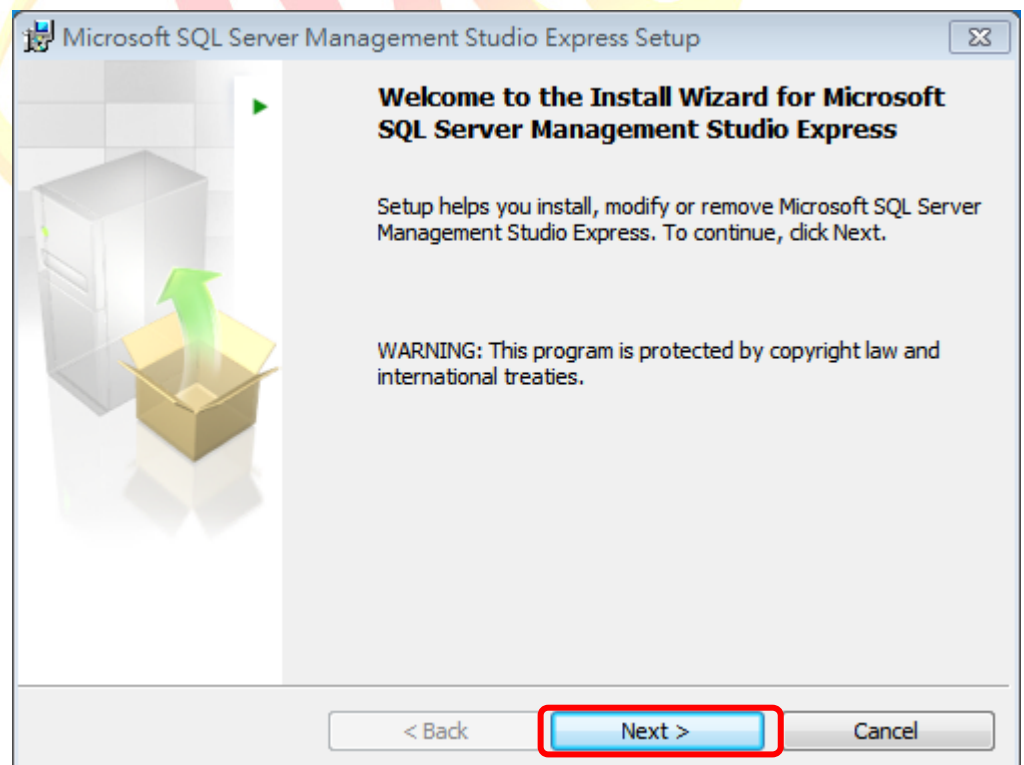 Microsoft SQL Server Management Studio Express Setup
Welcome to the Install Wizard for Microsoft
SQL Server Management Studio Express
Setup helps you install, modify or remove Microsoft SQL Server
Management Studio Express. To continue, click Next.
WARNING: This program is protected by copyright law and
international treaties.
< Back
Next >
Cancel